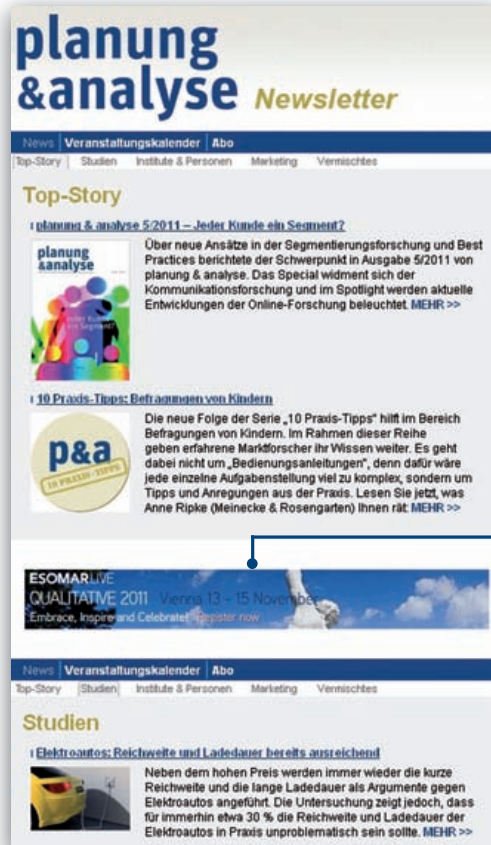 planung
&analyse Newsletter
News Veranstaltungskalender Abo
Top-Story Studien Institute & Personen Marketing Vermischtes
Top-Story
planung & analyse 5/2011 – Jeder Kunde ein Segment?
planung
&analyse
Jeder Kunde
ein Segment?
Über neue Ansätze in der Segmentierungsforschung und Best
Practices berichtete der Schwerpunkt in Ausgabe 5/2011 von
planung & analyse. Das Special widment sich der
Kommunikationsforschung und im Spotlight werden aktuelle
Entwicklungen der Online-Forschung beleuchtet. MEHR >>
10 Praxis-Tipps: Befragungen von Kindern
p&a
10 PRAXIS-TIPPS
Die neue Folge der Serie „10 Praxis-Tipps" hilft im Bereich
Befragungen von Kindern. Im Rahmen dieser Reihe
geben erfahrene Marktforscher ihr Wissen weiter. Es geht
dabei nicht um „Bedienungsanleitungen", denn dafür wäre
jede einzelne Aufgabenstellung viel zu komplex, sondern um
Tipps und Anregungen aus der Praxis. Lesen Sie jetzt, was
Anne Ripke (Meinecke & Rosengarten) Ihnen rät: MEHR >>
ESOMAR LIVE
QUALITATIVE 2011 Vienna 13 – 15 November
Embrace, Inspire and Celebrate! Register now
News Veranstaltungskalender Abo
Top-Story Studien Institute & Personen Marketing Vermischtes
Studien
Elektroautos: Reichweite und Ladedauer bereits ausreichend
Neben dem hohen Preis werden immer wieder die kurze
Reichweite und die lange Ladedauer als Argumente gegen
Elektroautos angeführt. Die Untersuchung zeigt jedoch, dass
für immerhin etwa 30 % die Reichweite und Ladedauer der
Elektroautos in Praxis unproblematisch sein sollte. MEHR >>